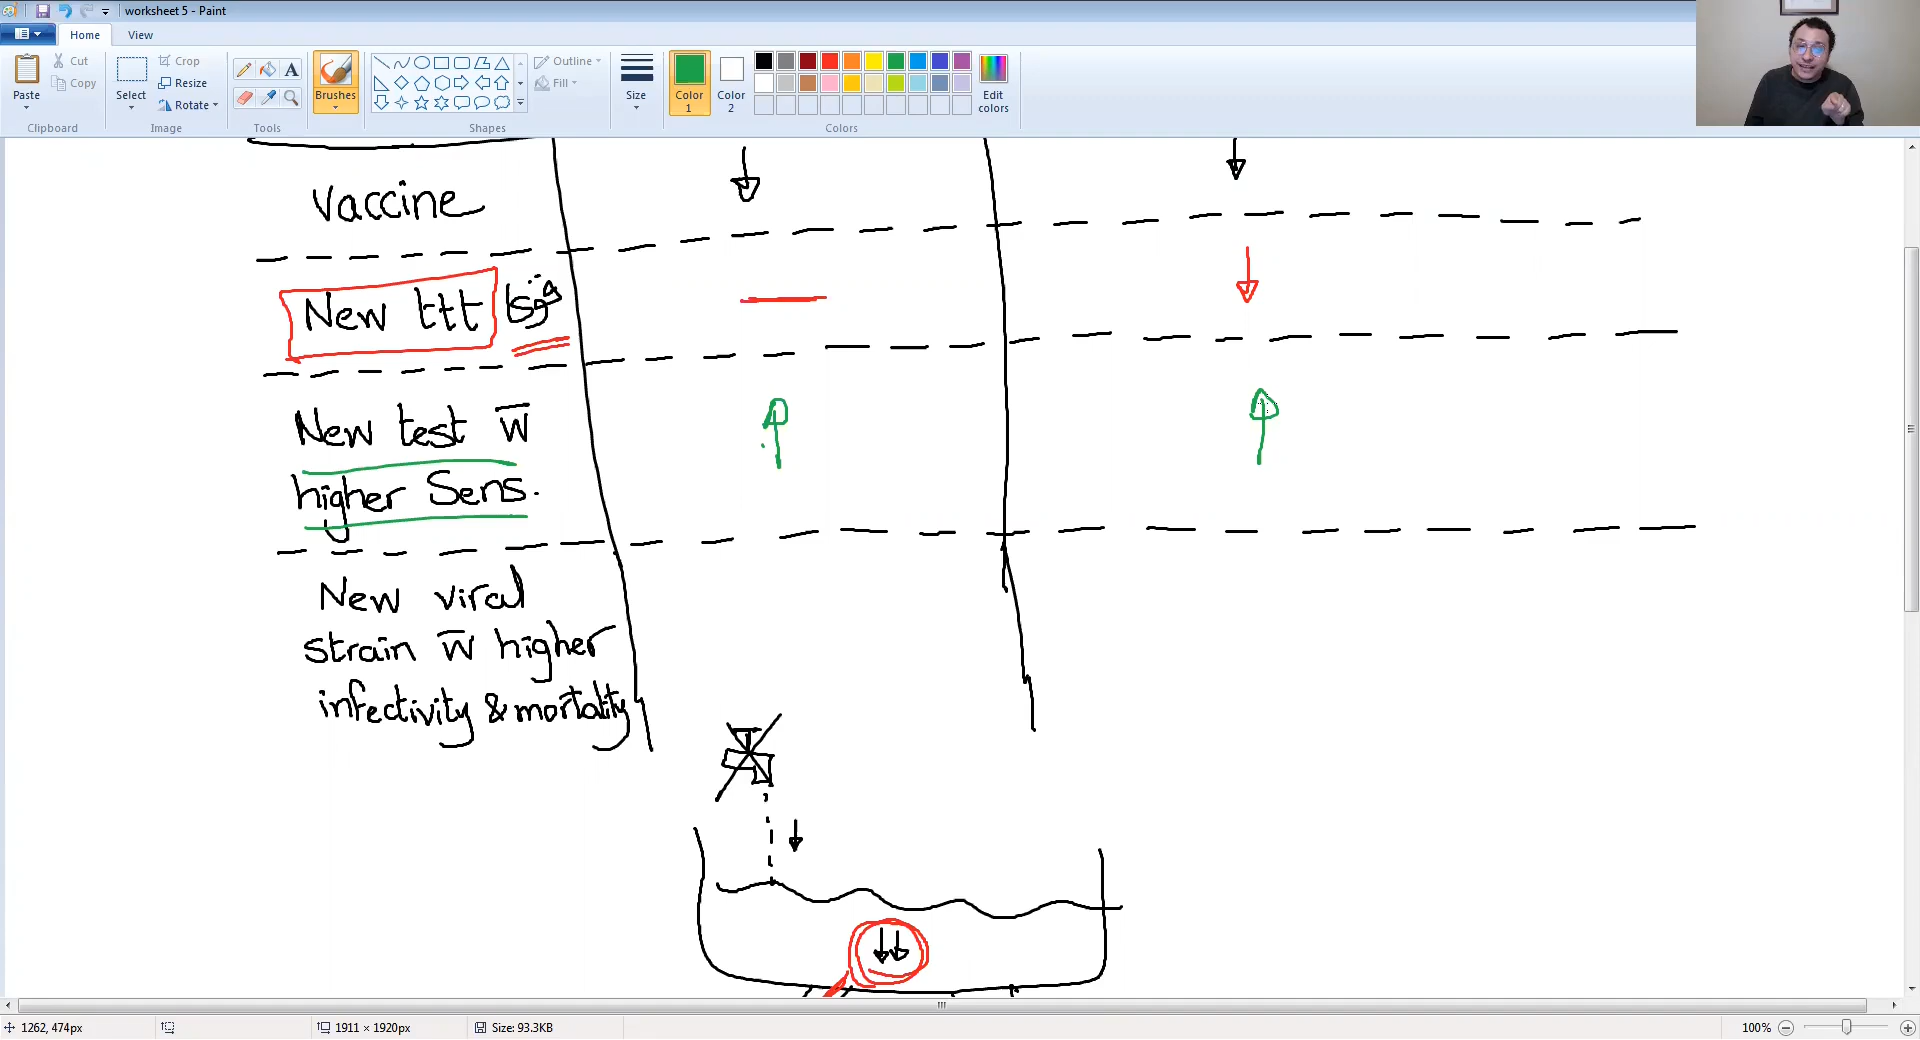 worksheet 5 - Paint
Home View
Paste
Cut
Copy
Clipboard
Select
Crop
Resize
Rotate
Image
Tools
Brushes
Outline
Fill
Shapes
Size
Color
1
Color
2
Edit
colors
Colors
Vaccine
New ttt قوي
New test w̅
higher Sens.
New viral
strain w̅ higher
infectivity & mortality
1262, 474px
1911 × 1920px
Size: 93.3KB
100%